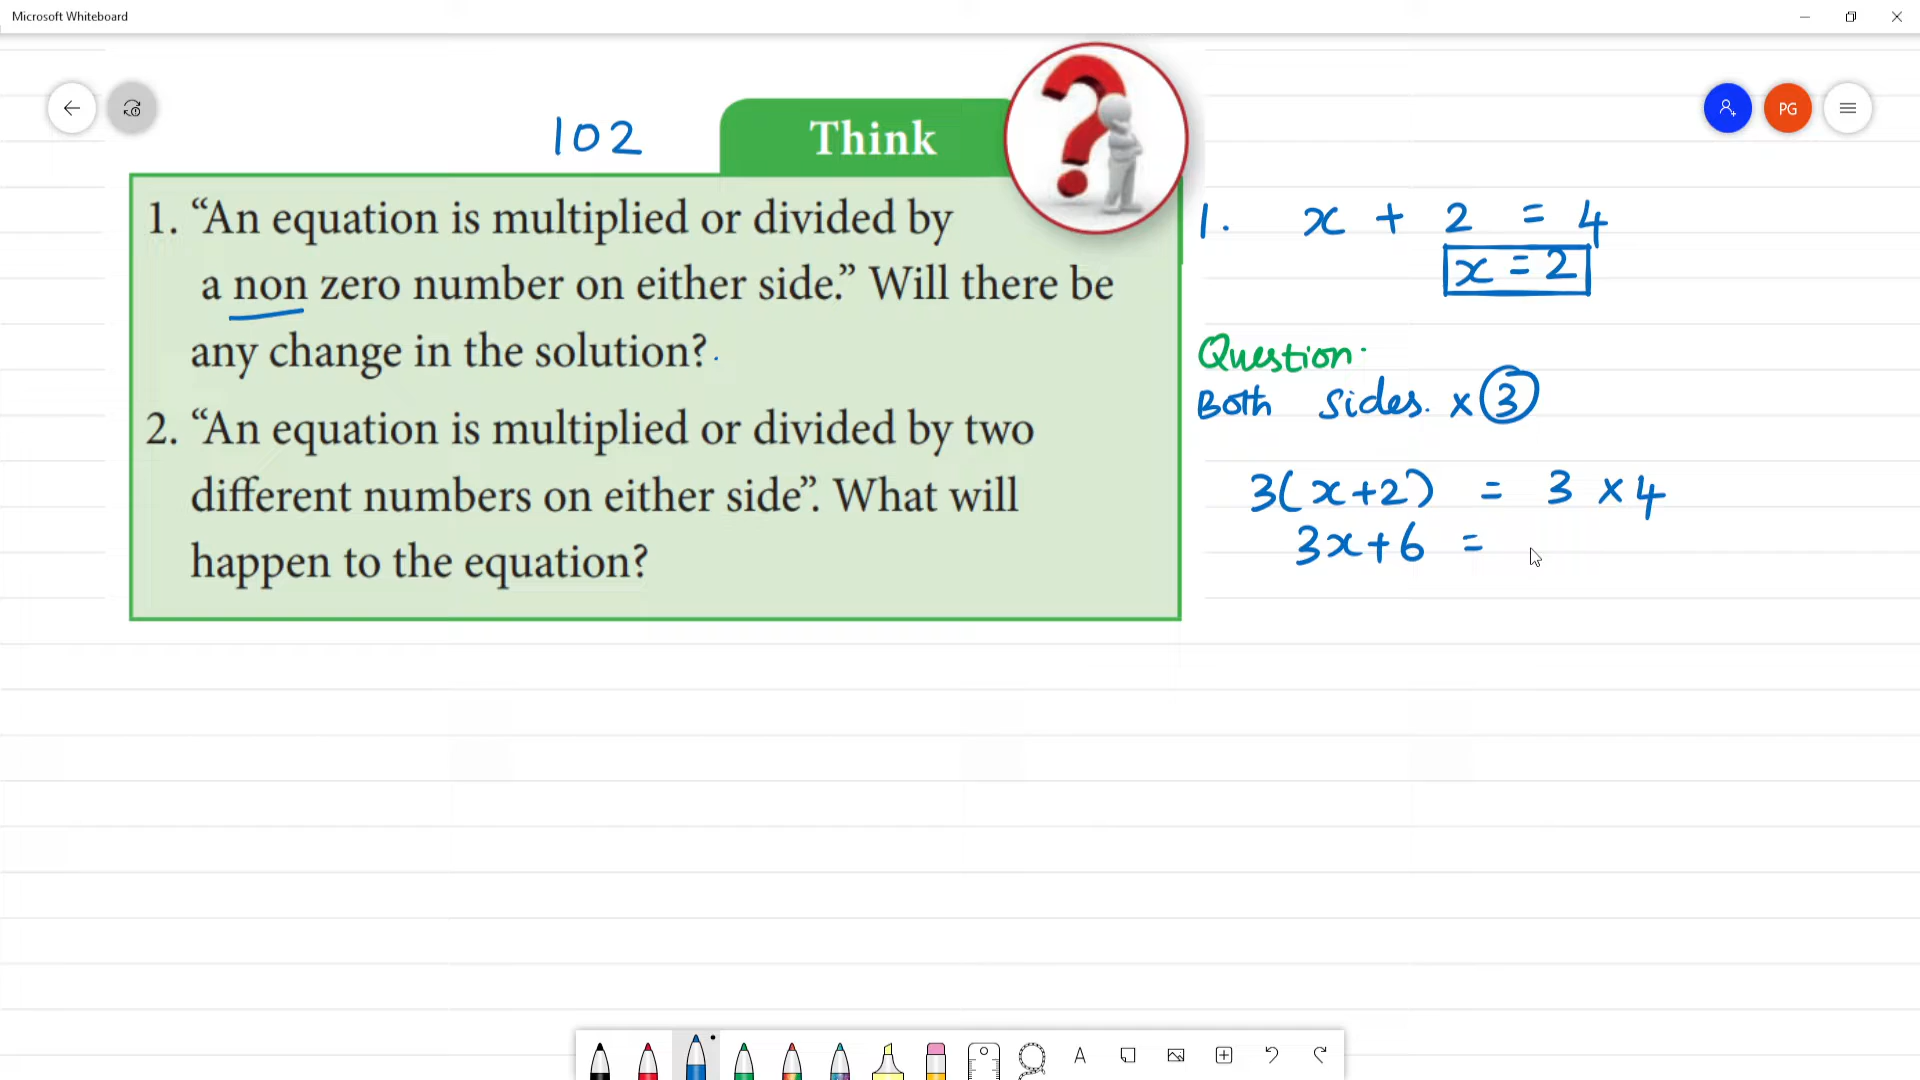 Microsoft Whiteboard
PG
102
Think
1. “An equation is multiplied or divided by
a non zero number on either side.” Will there be
any change in the solution?
2. “An equation is multiplied or divided by two
different numbers on either side”. What will
happen to the equation?
1. x + 2 = 4
x = 2
Question.
Both sides. × 3
3(x+2) = 3 × 4
3x+6 =
A